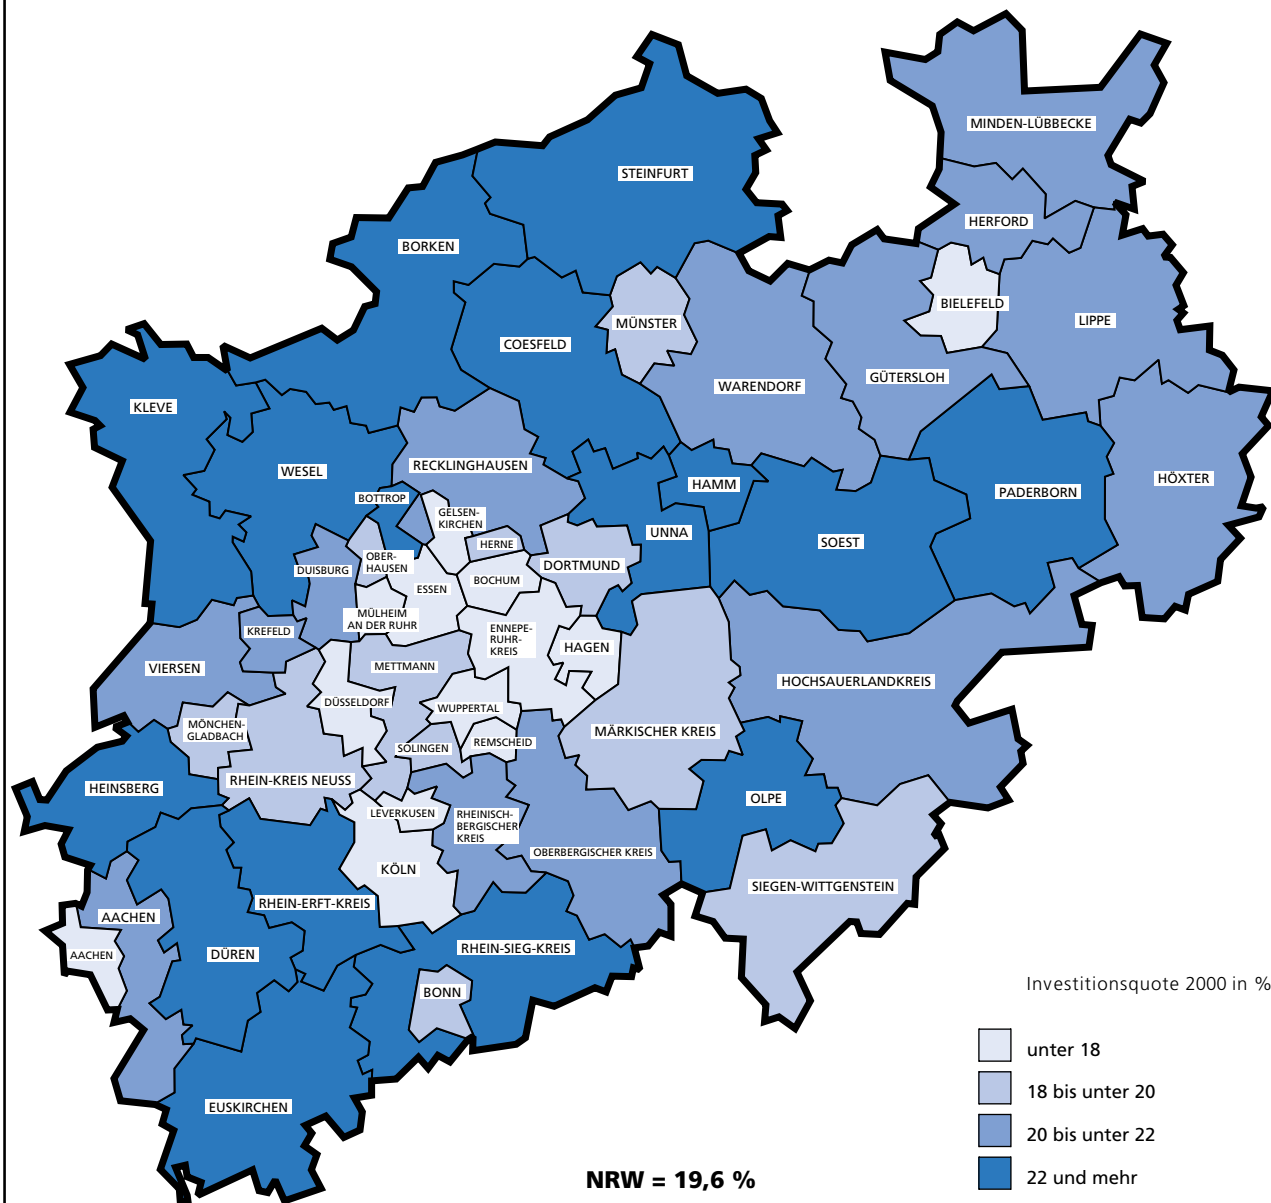 MINDEN-LÜBBECKE
STEINFURT
HERFORD
BORKEN
BIELEFELD
LIPPE
MÜNSTER
COESFELD
GÜTERSLOH
WARENDORF
KLEVE
RECKLINGHAUSEN
WESEL
HÖXTER
HAMM
PADERBORN
BOTTROP
GELSEN-
KIRCHEN
UNNA
SOEST
HERNE
OBER-
HAUSEN
DORTMUND
DUISBURG
BOCHUM
ESSEN
MÜLHEIM
AN DER RUHR
KREFELD
ENNEPE-
RUHR-
KREIS
HAGEN
METTMANN
VIERSEN
HOCHSAUERLANDKREIS
DÜSSELDORF
WUPPERTAL
MÖNCHEN-
GLADBACH
MÄRKISCHER KREIS
REMSCHEID
SOLINGEN
RHEIN-KREIS NEUSS
HEINSBERG
OLPE
LEVERKUSEN
RHEINISCH-
BERGISCHER
KREIS
OBERBERGISCHER KREIS
KÖLN
SIEGEN-WITTGENSTEIN
RHEIN-ERFT-KREIS
AACHEN
RHEIN-SIEG-KREIS
AACHEN
DÜREN
BONN
EUSKIRCHEN
Investitionsquote 2000 in %
unter 18
18 bis unter 20
20 bis unter 22
22 und mehr
NRW = 19,6 %